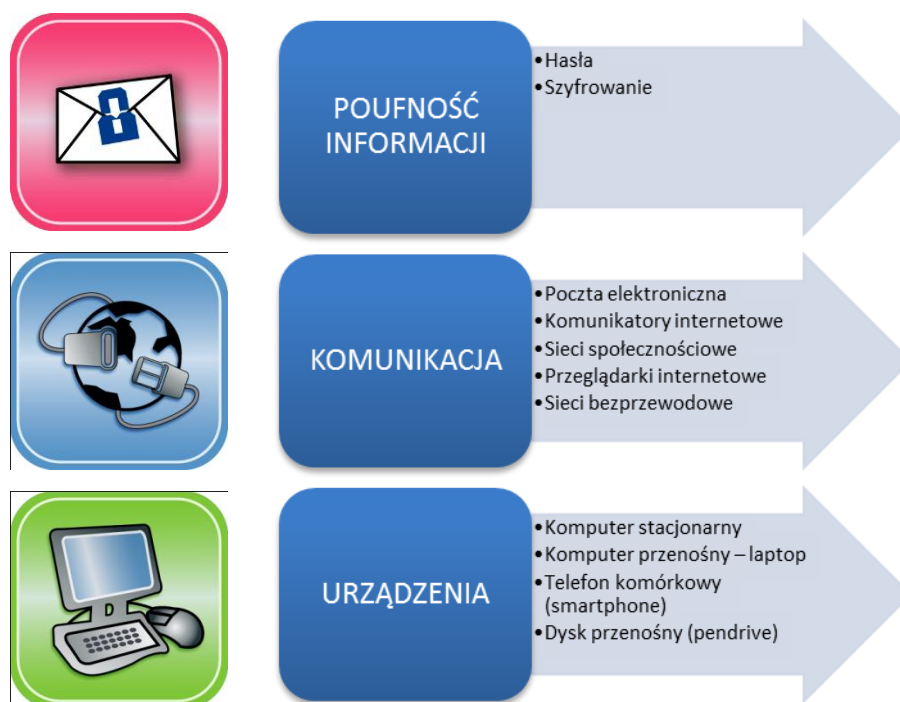 POUFNOŚĆ
INFORMACJI
•Hasła
•Szyfrowanie
KOMUNIKACJA
•Poczta elektroniczna
•Komunikatory internetowe
•Sieci społecznościowe
•Przeglądarki internetowe
•Sieci bezprzewodowe
URZĄDZENIA
•Komputer stacjonarny
•Komputer przenośny – laptop
•Telefon komórkowy
(smartphone)
•Dysk przenośny (pendrive)